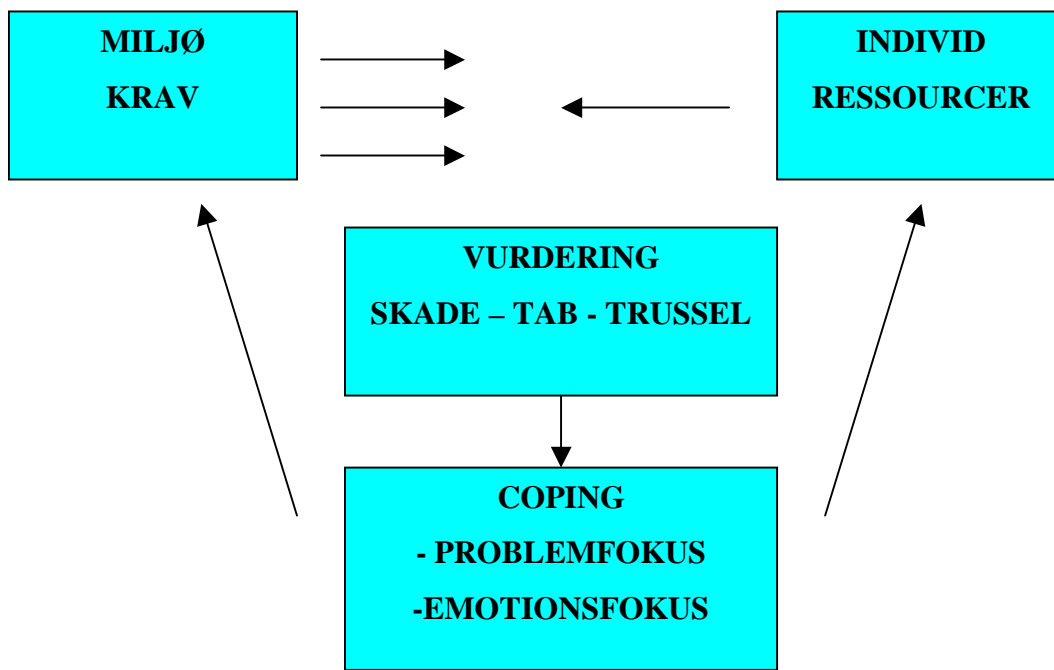 MILJØ
KRAV
INDIVID
RESSOURCER
VURDERING
SKADE – TAB - TRUSSEL
COPING
- PROBLEMFOKUS
-EMOTIONSFOKUS